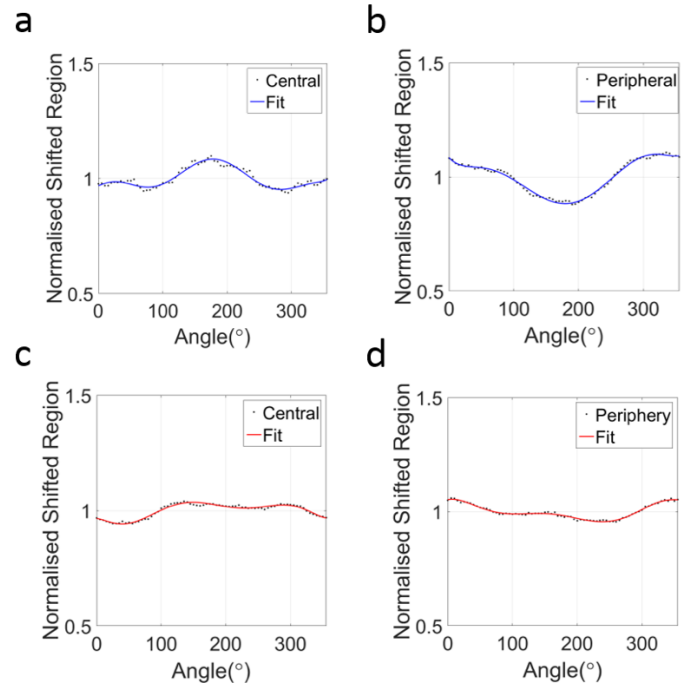 a
1.5
1
0.5
Normalised Shifted Region
Central
Fit
0
100
200
300
Angle(°)
b
1.5
1
0.5
Normalised Shifted Region
Peripheral
Fit
0
100
200
300
Angle(°)
c
1.5
1
0.5
Normalised Shifted Region
Central
Fit
0
100
200
300
Angle(°)
d
1.5
1
0.5
Normalised Shifted Region
Periphery
Fit
0
100
200
300
Angle(°)